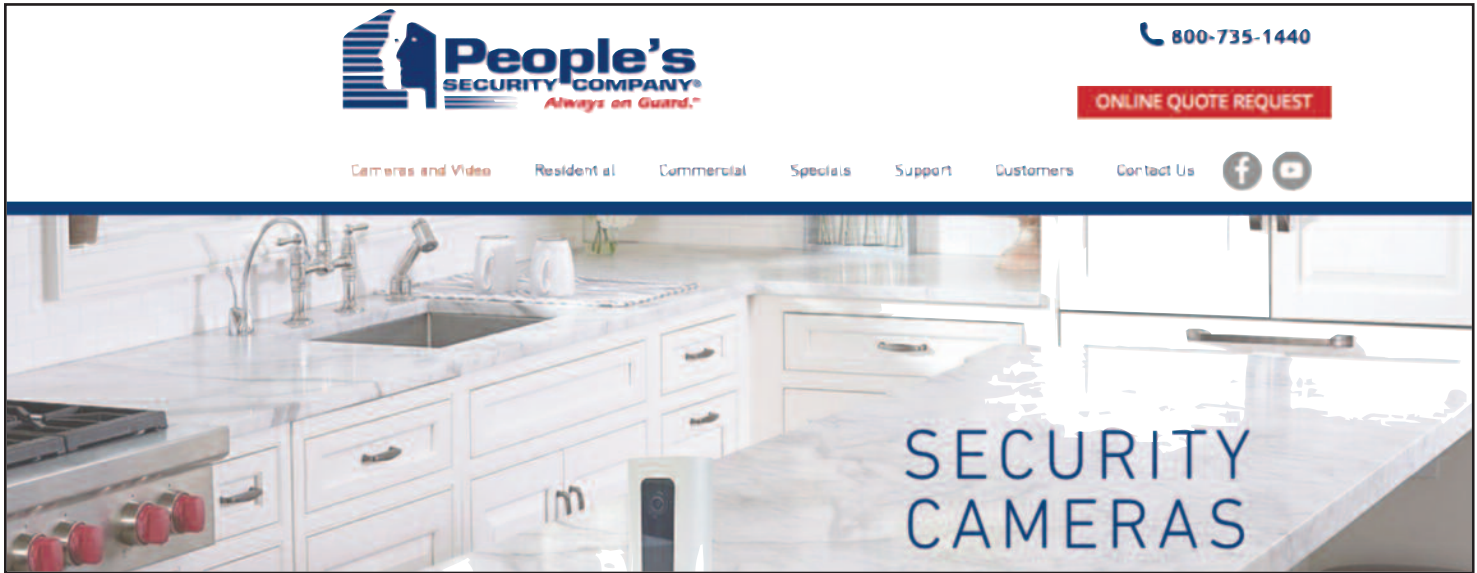 People's
SECURITY COMPANY®
Always on Guard.™
800-735-1440
ONLINE QUOTE REQUEST
Cameras and Video Residential Commercial Specials Support Customers Contact Us
SECURITY
CAMERAS